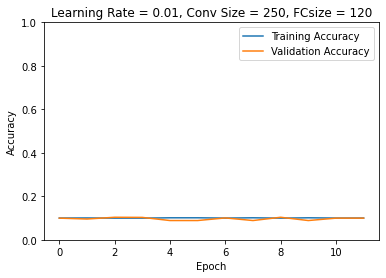 Learning Rate = 0.01, Conv Size = 250, FCsize = 120
1.0
0.8
0.6
0.4
0.2
0.0
Accuracy
Training Accuracy
Validation Accuracy
0 2 4 6 8 10
Epoch